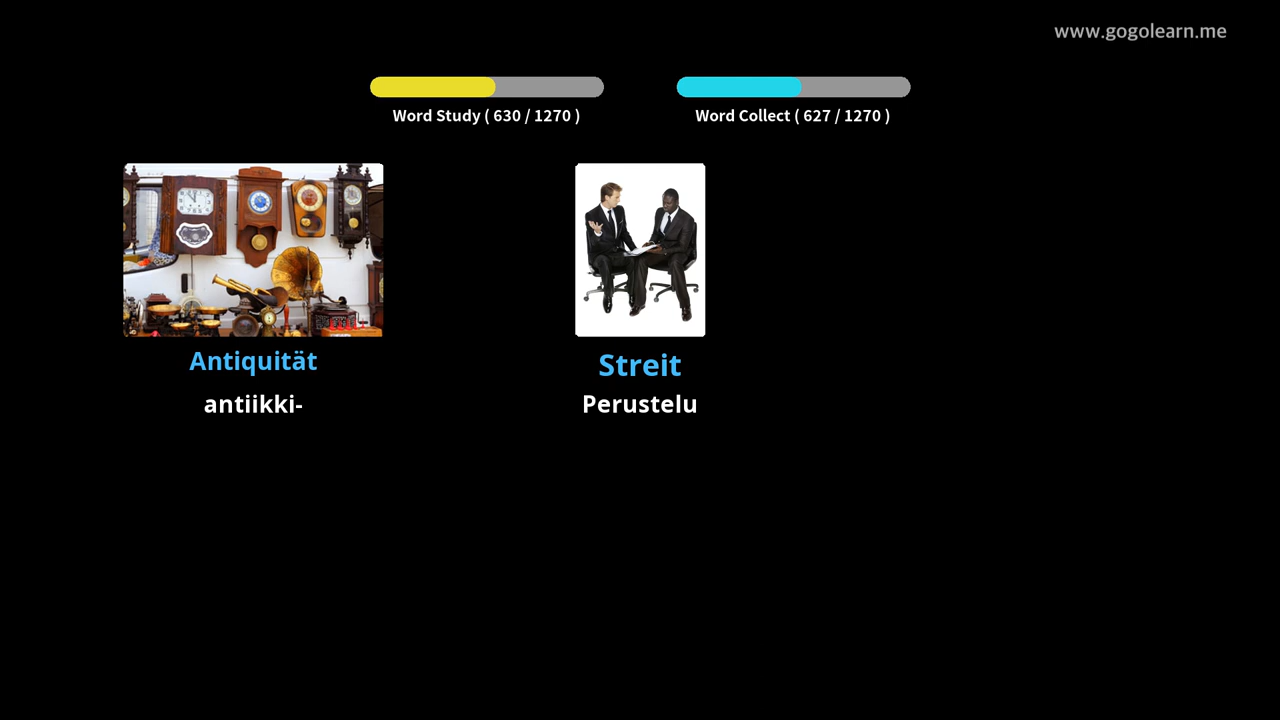 www.gogolearn.me
Word Study ( 630 / 1270 )
Word Collect ( 627 / 1270 )
Antiquität
Streit
antiikki-
Perustelu